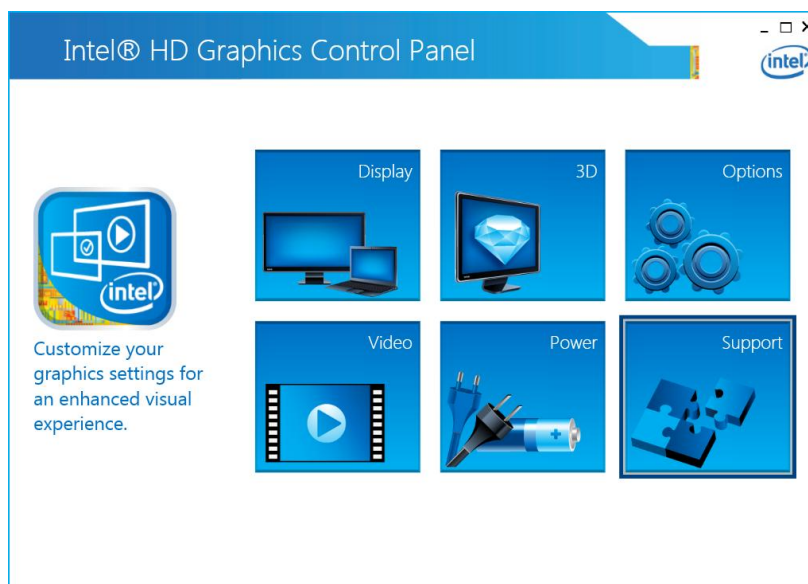 Intel® HD Graphics Control Panel
intel
Display
3D
Options
intel
Customize your
graphics settings for
an enhanced visual
experience.
Video
Power
Support